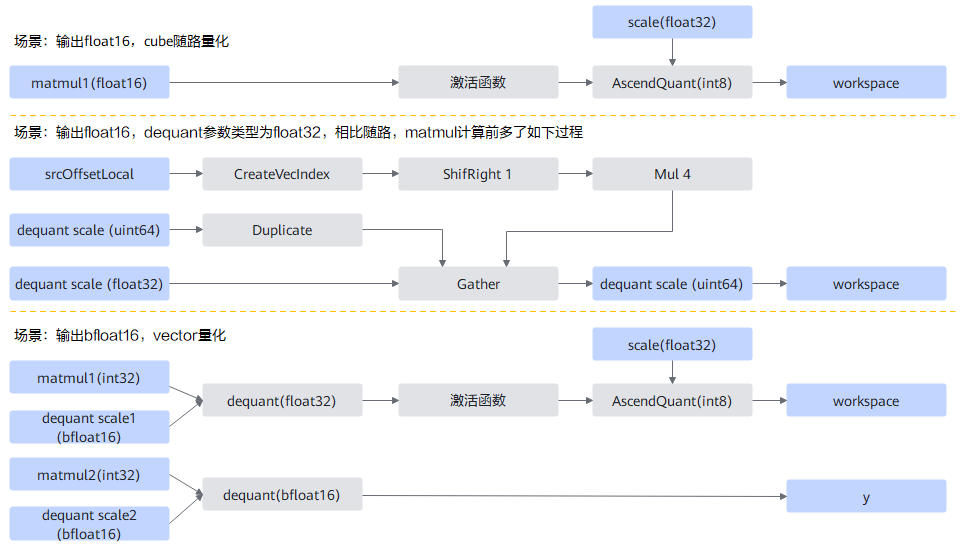 scale(float32)
场景：输出float16，cube随路量化
matmul1(float16)
激活函数
AscendQuant(int8)
workspace
场景：输出float16，dequant参数类型为float32，相比随路，matmul计算前多了如下过程
srcOffsetLocal
CreateVecIndex
ShifRight 1
Mul 4
dequant scale (uint64)
Duplicate
dequant scale (float32)
Gather
dequant scale (uint64)
workspace
场景：输出bfloat16，vector量化
scale(float32)
matmul1(int32)
dequant scale1
(bfloat16)
dequant(float32)
激活函数
AscendQuant(int8)
workspace
matmul2(int32)
dequant scale2
(bfloat16)
dequant(bfloat16)
y